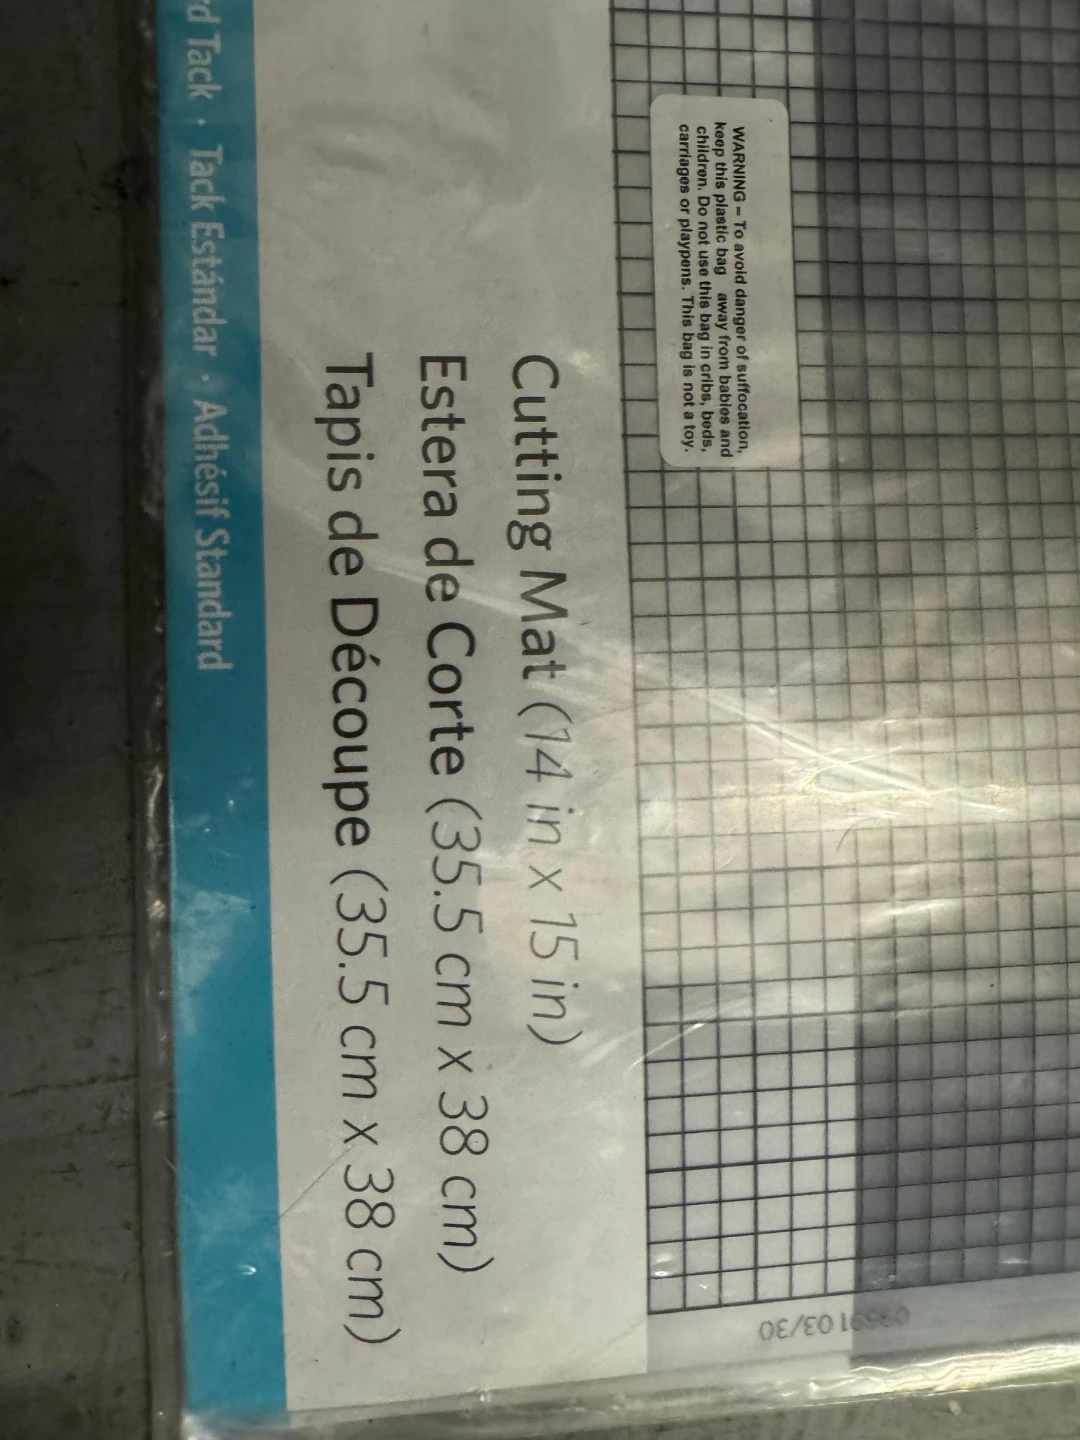 WARNING – To avoid danger of suffocation,
keep this plastic bag away from babies and
children. Do not use this bag in cribs, beds,
carriages or playpens. This bag is not a toy.
Cutting Mat (14 in x 15 in)
Estera de Corte (35.5 cm x 38 cm)
Tapis de Découpe (35.5 cm x 38 cm)
Tack · Tack Estándar · Adhésif Standard
03/30